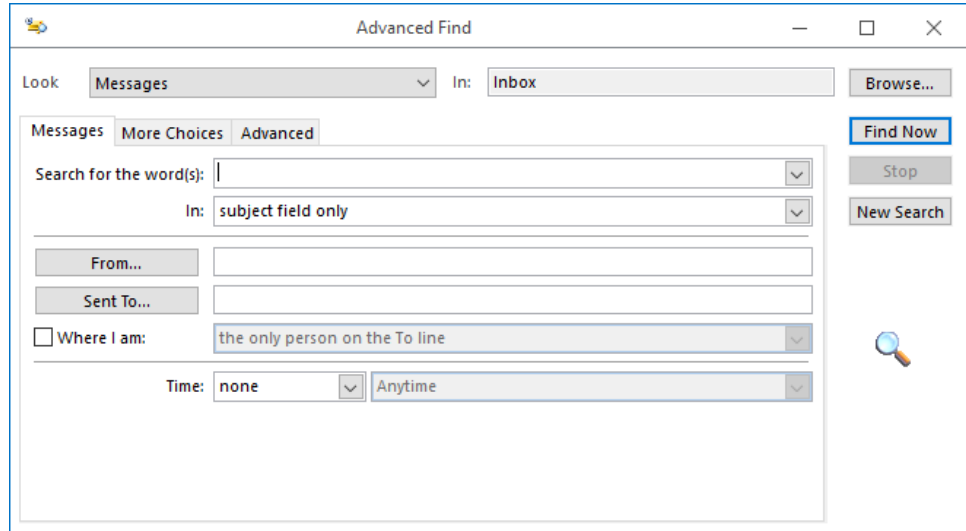 Advanced Find
Look Messages In: Inbox Browse...
Messages More Choices Advanced Find Now
Search for the word(s): Stop
In: subject field only New Search
From...
Sent To...
Where I am: the only person on the To line
Time: none Anytime